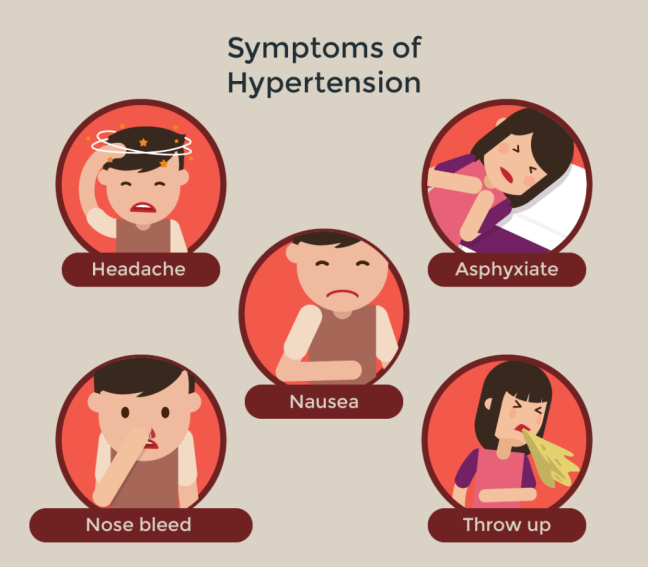 Symptoms of
Hypertension
Headache
Asphyxiate
Nausea
Nose bleed
Throw up